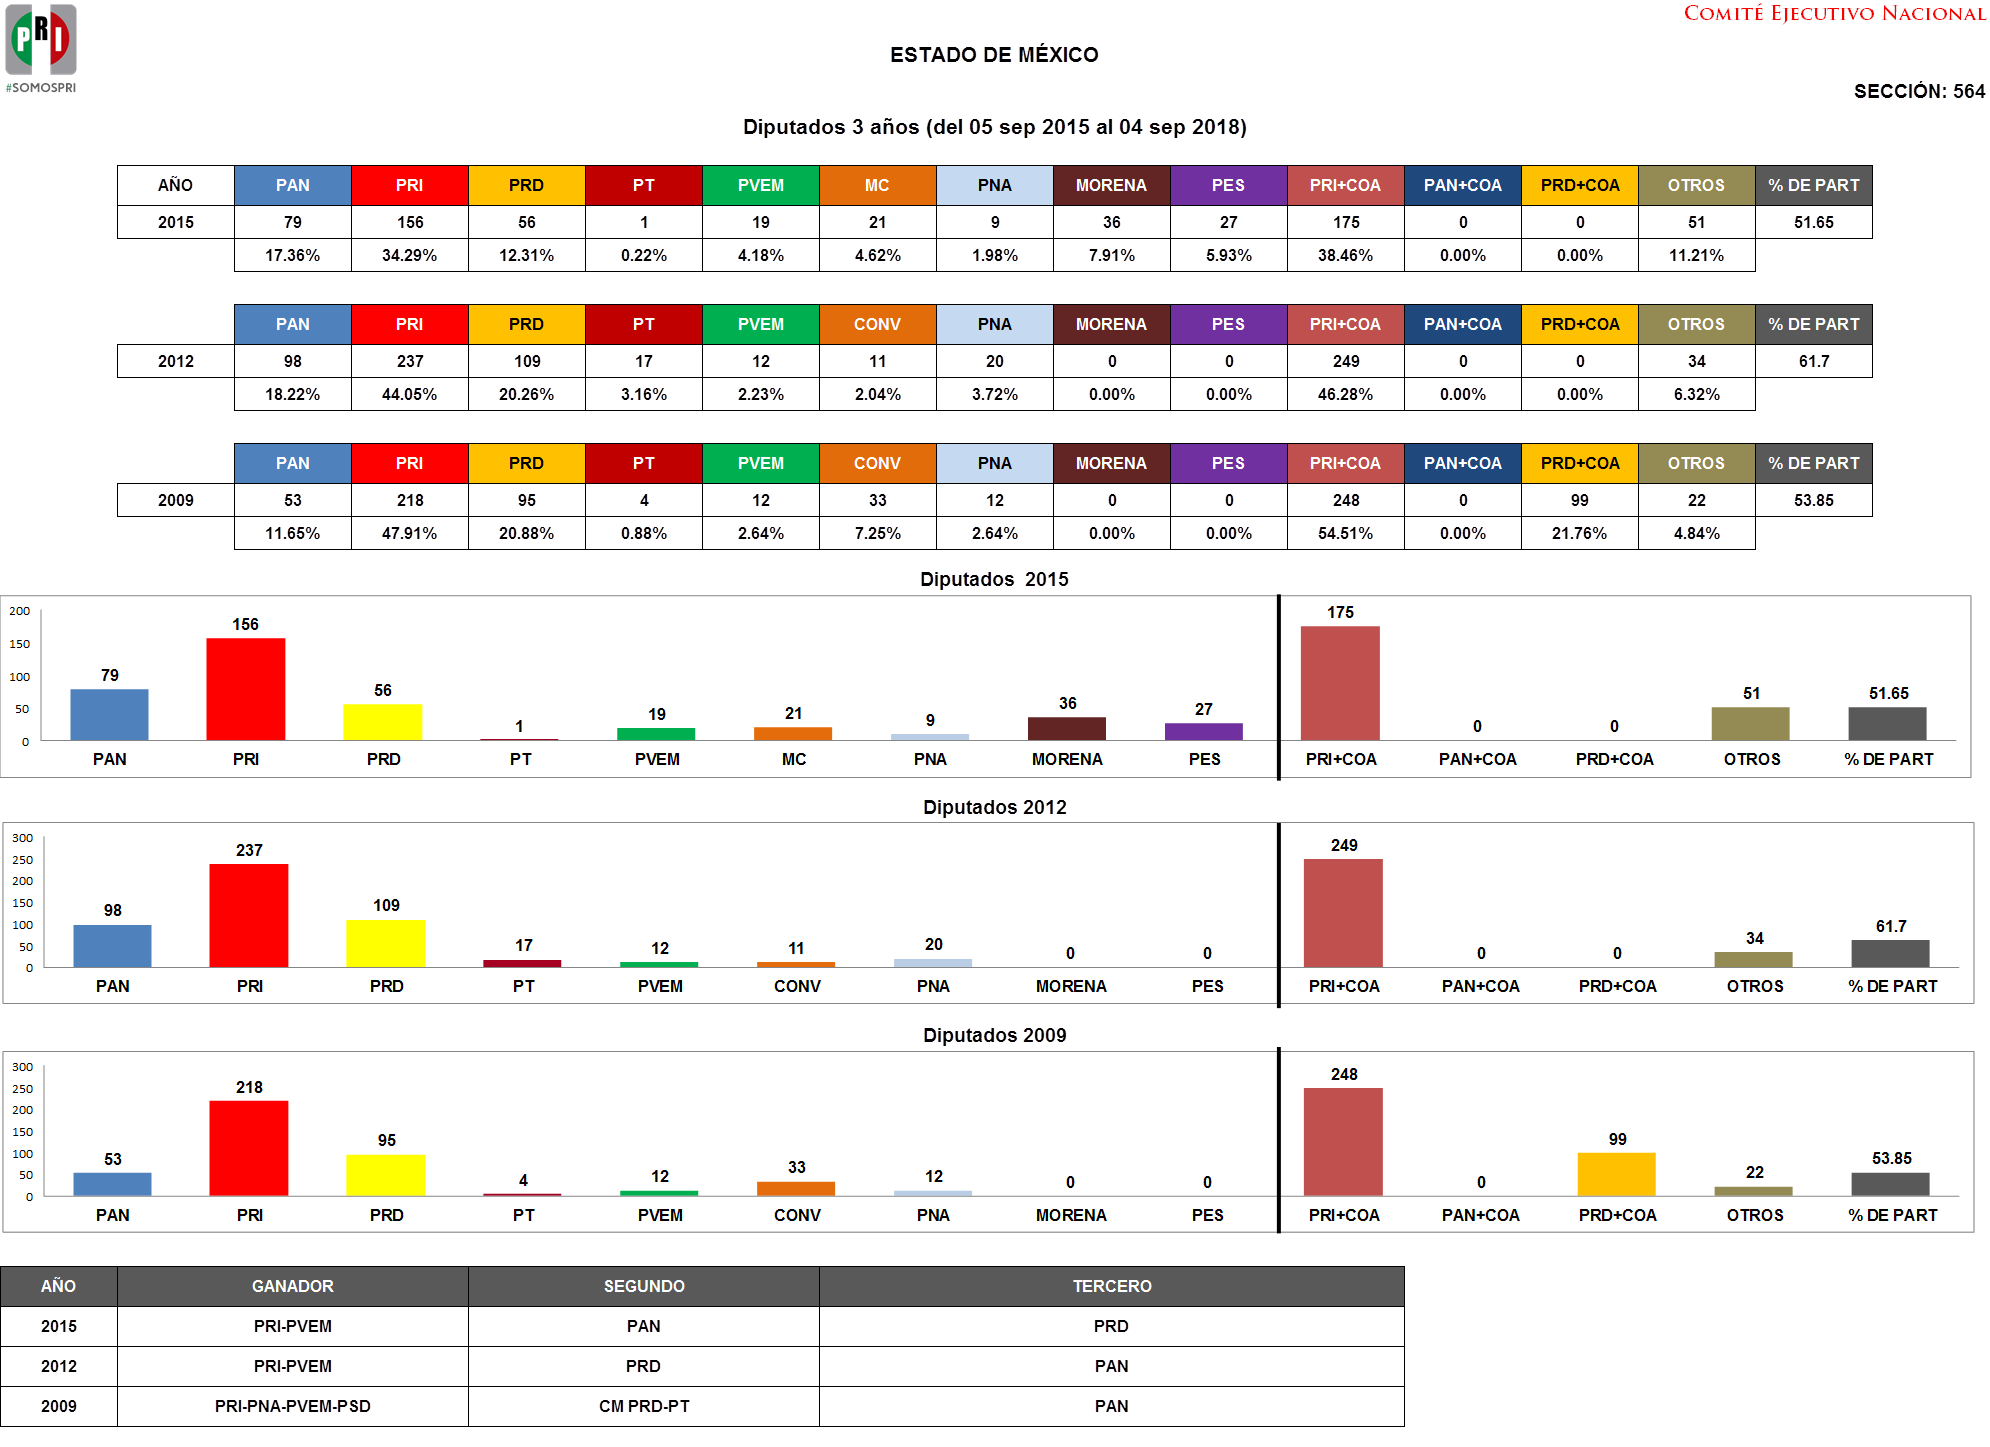 PRI
#SOMOSPRI
COMITÉ EJECUTIVO NACIONAL
ESTADO DE MÉXICO
SECCIÓN: 564
Diputados 3 años (del 05 sep 2015 al 04 sep 2018)
AÑO PAN PRI PRD PT PVEM MC PNA MORENA PES PRI+COA PAN+COA PRD+COA OTROS % DE PART
2015 79 156 56 1 19 21 9 36 27 175 0 0 51 51.65
17.36% 34.29% 12.31% 0.22% 4.18% 4.62% 1.98% 7.91% 5.93% 38.46% 0.00% 0.00% 11.21%
PAN PRI PRD PT PVEM CONV PNA MORENA PES PRI+COA PAN+COA PRD+COA OTROS % DE PART
2012 98 237 109 17 12 11 20 0 0 249 0 0 34 61.7
18.22% 44.05% 20.26% 3.16% 2.23% 2.04% 3.72% 0.00% 0.00% 46.28% 0.00% 0.00% 6.32%
PAN PRI PRD PT PVEM CONV PNA MORENA PES PRI+COA PAN+COA PRD+COA OTROS % DE PART
2009 53 218 95 4 12 33 12 0 0 248 0 99 22 53.85
11.65% 47.91% 20.88% 0.88% 2.64% 7.25% 2.64% 0.00% 0.00% 54.51% 0.00% 21.76% 4.84%
Diputados 2015
200
150
100
50
0
79 156 56 1 19 21 9 36 27 175 0 0 51 51.65
PAN PRI PRD PT PVEM MC PNA MORENA PES PRI+COA PAN+COA PRD+COA OTROS % DE PART
Diputados 2012
300
250
200
150
100
50
0
98 237 109 17 12 11 20 0 0 249 0 0 34 61.7
PAN PRI PRD PT PVEM CONV PNA MORENA PES PRI+COA PAN+COA PRD+COA OTROS % DE PART
Diputados 2009
300
250
200
150
100
50
0
53 218 95 4 12 33 12 0 0 248 0 99 22 53.85
PAN PRI PRD PT PVEM CONV PNA MORENA PES PRI+COA PAN+COA PRD+COA OTROS % DE PART
AÑO GANADOR SEGUNDO TERCERO
2015 PRI-PVEM PAN PRD
2012 PRI-PVEM PRD PAN
2009 PRI-PNA-PVEM-PSD CM PRD-PT PAN